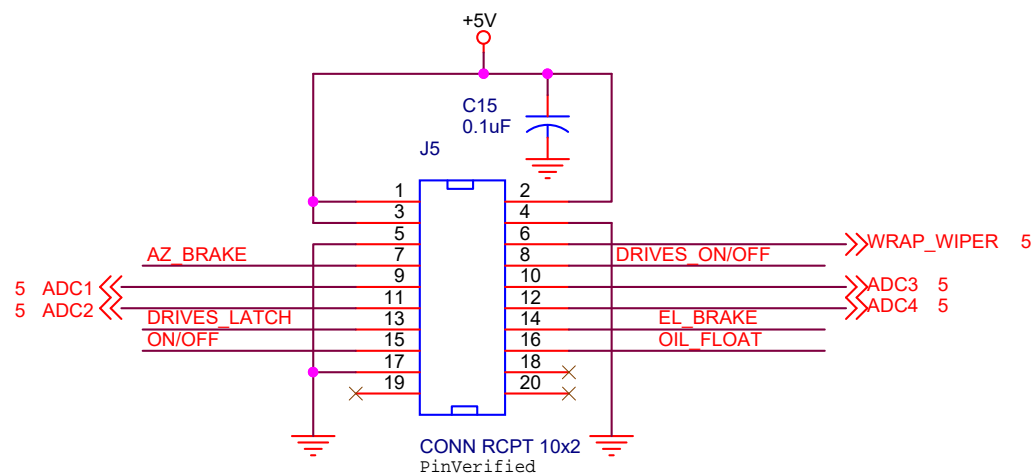 +5V
C15
0.1uF
J5
1 2
3 4
5 6 WRAP_WIPER 5
AZ_BRAKE 7 8 DRIVES_ON/OFF
5 ADC1 9 10 ADC3 5
5 ADC2 11 12 ADC4 5
DRIVES_LATCH 13 14 EL_BRAKE
ON/OFF 15 16 OIL_FLOAT
17 18
19 20
CONN RCPT 10x2
PinVerified